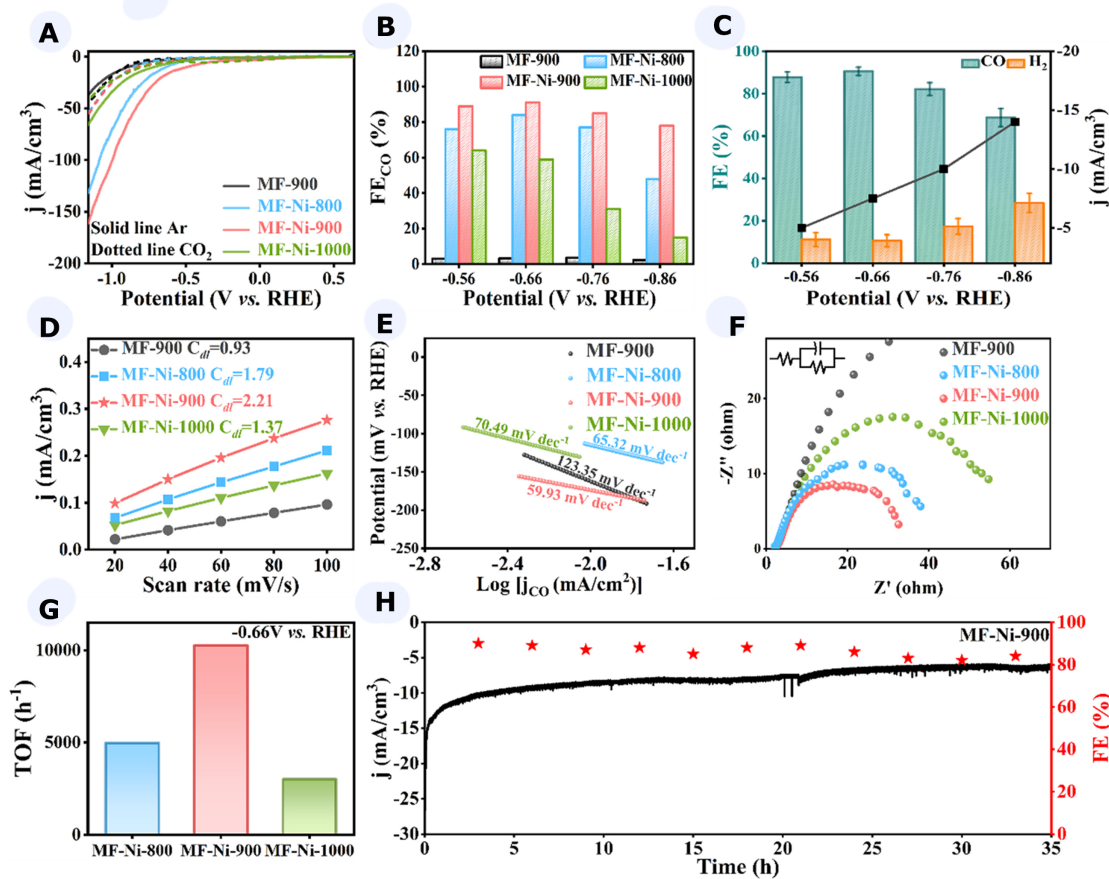 A
0
-50
-100
-150
-200
j (mA/cm³)
MF-900
MF-Ni-800
MF-Ni-900
MF-Ni-1000
Solid line Ar
Dotted line CO₂
-1.0 -0.5 0.0 0.5
Potential (V vs. RHE)
B
120
100
80
60
40
20
0
FE_CO (%)
MF-900 MF-Ni-800
MF-Ni-900 MF-Ni-1000
-0.56 -0.66 -0.76 -0.86
Potential (V vs. RHE)
C
100
80
60
40
20
0
FE (%)
CO H₂
-20
-15
-10
-5
j (mA/cm³)
-0.56 -0.66 -0.76 -0.86
Potential (V vs. RHE)
D
0.4
0.3
0.2
0.1
0.0
j (mA/cm³)
MF-900 C_dl=0.93
MF-Ni-800 C_dl=1.79
MF-Ni-900 C_dl=2.21
MF-Ni-1000 C_dl=1.37
20 40 60 80 100
Scan rate (mV/s)
E
0
-50
-100
-150
-200
-250
Potential (mV vs. RHE)
MF-900
MF-Ni-800
MF-Ni-900
MF-Ni-1000
70.49 mV dec⁻¹
65.32 mV dec⁻¹
123.35 mV dec⁻¹
59.93 mV dec⁻¹
-2.8 -2.4 -2.0 -1.6
Log [j_CO (mA/cm²)]
F
20
10
0
-Z'' (ohm)
MF-900
MF-Ni-800
MF-Ni-900
MF-Ni-1000
0 20 40 60
Z' (ohm)
G
10000
5000
0
TOF (h⁻¹)
-0.66V vs. RHE
MF-Ni-800 MF-Ni-900 MF-Ni-1000
H
0
-5
-10
-15
-20
-25
-30
j (mA/cm³)
MF-Ni-900
100
80
60
40
20
0
FE (%)
0 5 10 15 20 25 30 35
Time (h)